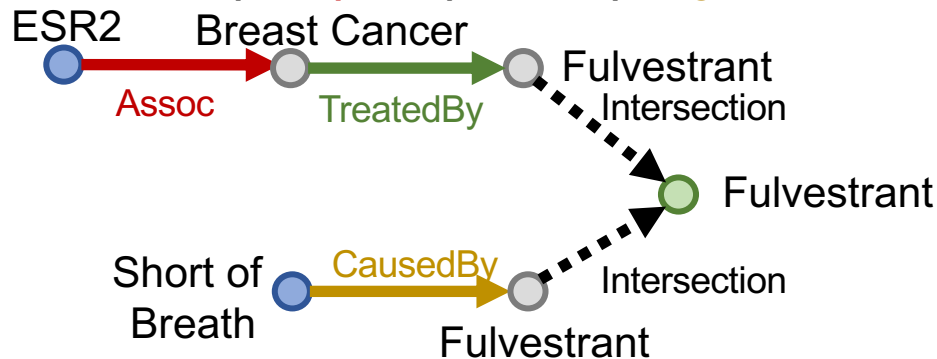 ESR2
Breast Cancer
Fulvestrant
Assoc
TreatedBy
Intersection
Fulvestrant
Short of
Breath
CausedBy
Intersection
Fulvestrant